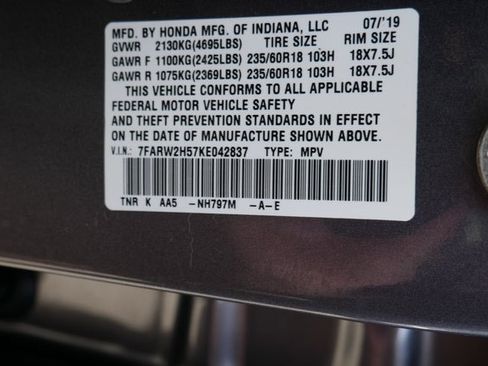 MFD. BY HONDA MFG. OF INDIANA, LLC 07/'19
GVWR 2130KG(4695LBS) TIRE SIZE RIM SIZE
GAWR F 1100KG(2425LBS) 235/60R18 103H 18X7.5J
GAWR R 1075KG(2369LBS) 235/60R18 103H 18X7.5J
THIS VEHICLE CONFORMS TO ALL APPLICABLE
FEDERAL MOTOR VEHICLE SAFETY
AND THEFT PREVENTION STANDARDS IN EFFECT
ON THE DATE OF MANUFACTURE SHOWN ABOVE.
V.I.N.: 7FARW2H57KE042837 TYPE: MPV
TNR K AA5 -NH797M -A-E